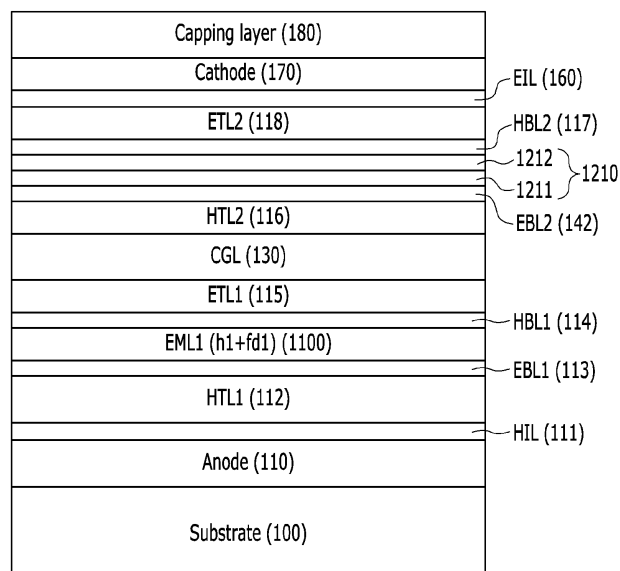 Capping layer (180)
Cathode (170)
EIL (160)
ETL2 (118)
HBL2 (117)
1212
1210
1211
HTL2 (116)
EBL2 (142)
CGL (130)
ETL1 (115)
HBL1 (114)
EML1 (h1+fd1) (1100)
EBL1 (113)
HTL1 (112)
HIL (111)
Anode (110)
Substrate (100)